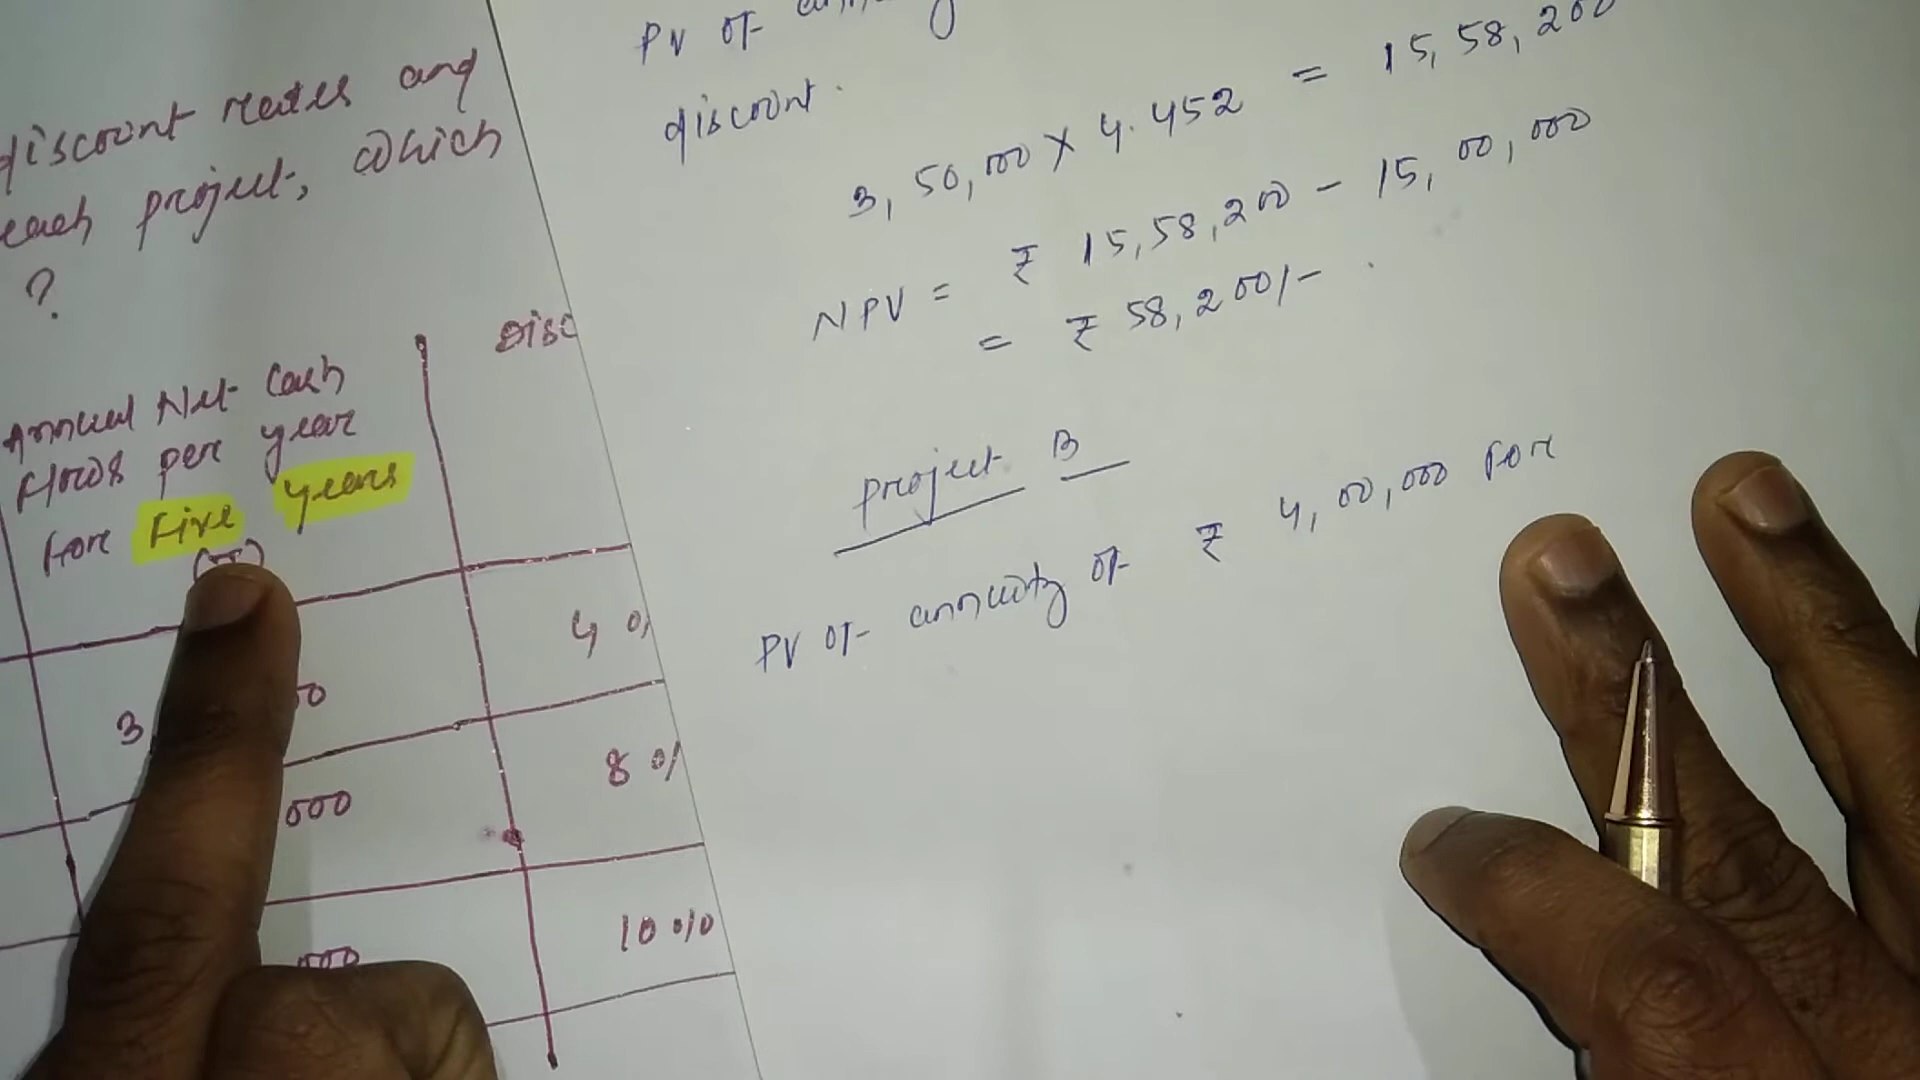 discount rates and
each project, which
?
Annual Net Cash
Flows per year
for Five years
3
00
000
000
Disc
4 %
8 %
10 %
PV of
discount.
3,50,000 X 4.452 = 15,58,200
NPV = ₹ 15,58,200 - 15,00,000
= ₹ 58,200/-
Project B
PV of annuity of ₹ 4,00,000 for